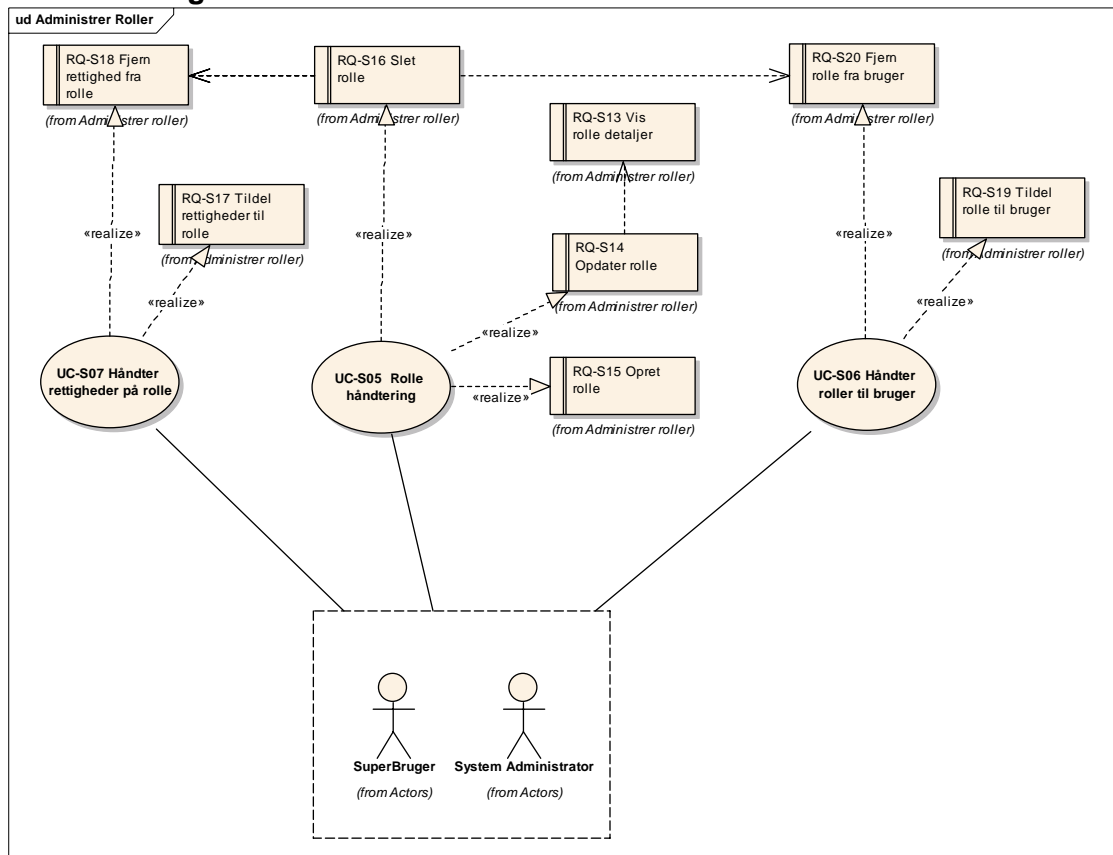 ud Administrer Roller
RQ-S18 Fjern
rettighed fra
rolle
(from Administrer roller)
RQ-S16 Slet
rolle
(from Administrer roller)
RQ-S20 Fjern
rolle fra bruger
(from Administrer roller)
RQ-S13 Vis
rolle detaljer
(from Administrer roller)
RQ-S17 Tildel
rettigheder til
rolle
(from Administrer roller)
RQ-S19 Tildel
rolle til bruger
(from Administrer roller)
«realize»
«realize»
«realize»
RQ-S14
Opdater rolle
(from Administrer roller)
«realize»
«realize»
«realize»
UC-S07 Håndter
rettigheder på rolle
UC-S05 Rolle
håndtering
«realize»
RQ-S15 Opret
rolle
(from Administrer roller)
UC-S06 Håndter
roller til bruger
SuperBruger
(from Actors)
System Administrator
(from Actors)